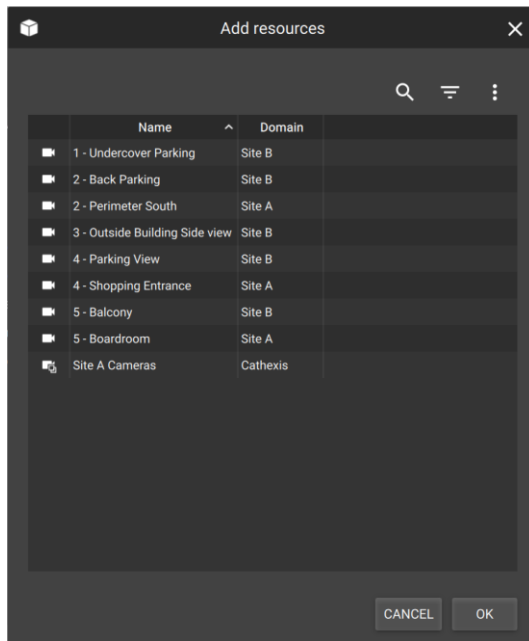 Add resources
Name Domain
1 - Undercover Parking Site B
2 - Back Parking Site B
2 - Perimeter South Site A
3 - Outside Building Side view Site B
4 - Parking View Site B
4 - Shopping Entrance Site A
5 - Balcony Site B
5 - Boardroom Site A
Site A Cameras Cathexis
CANCEL OK